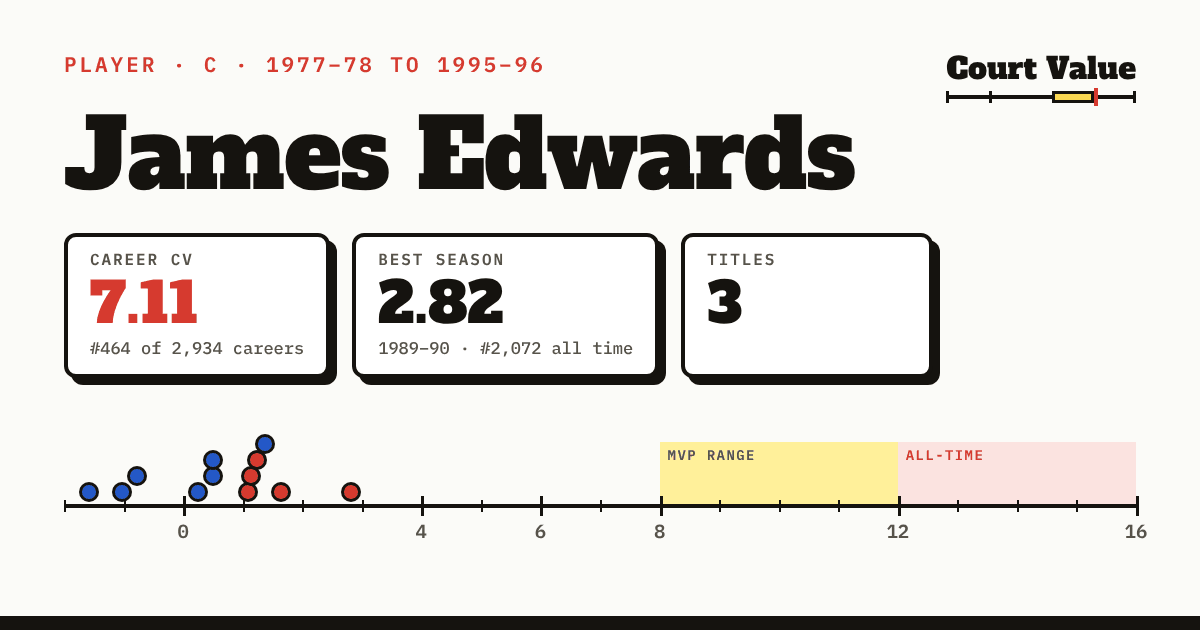 PLAYER · C · 1977–78 TO 1995–96
Court Value
James Edwards
CAREER CV
7.11
#464 of 2,934 careers
BEST SEASON
2.82
1989–90 · #2,072 all time
TITLES
3
MVP RANGE
ALL-TIME
0 4 6 8 12 16